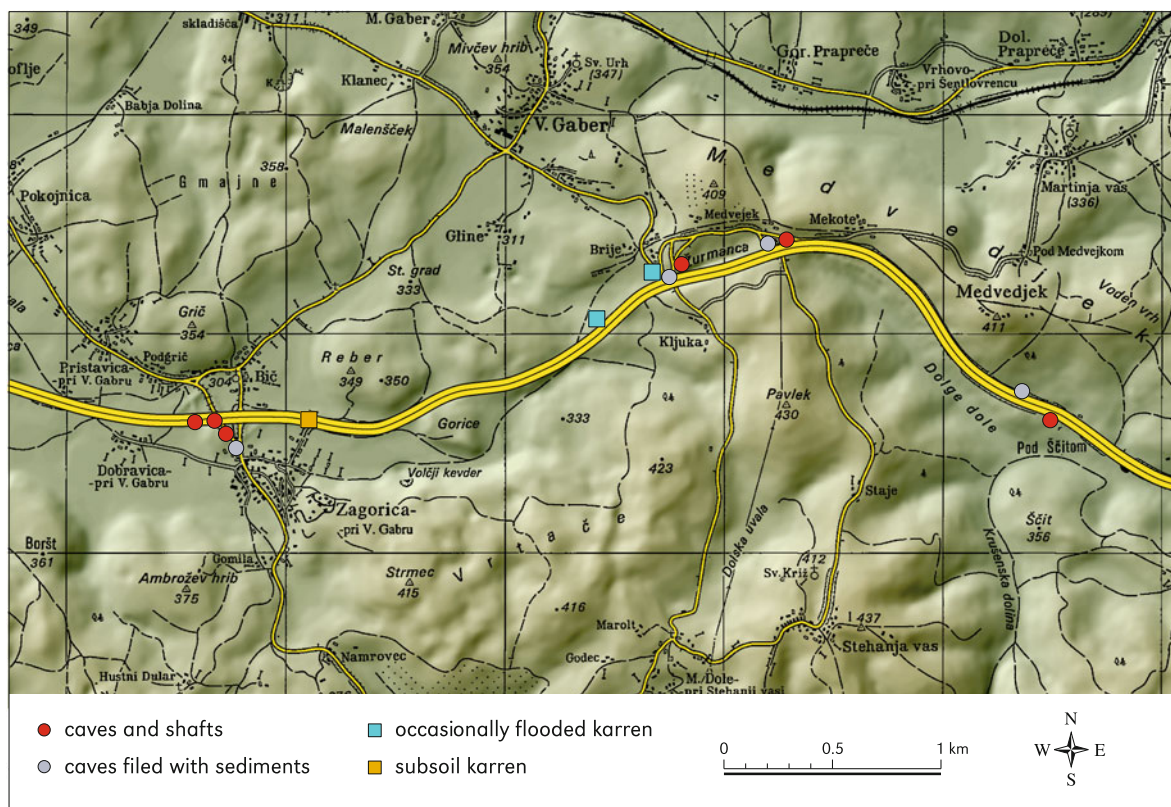 349
skladišča
311
M. Gaber
(289)
Mivčev hrib
354
Sv. Urh
(347)
Gor. Prapreče
Dol.
Prapreče
Vrhovo-
pri Šentlovrencu
oflje
Klanec
Babja Dolina
Malenšček
V. Gaber
358
Gmajne
Pokojnica
M e d v e d e k
409
Martinja vas
(336)
Medvejek
Mekote
Gline
311
Brije
Pod Medvejkom
St. grad
333
Medvedjek
411
Voden vrh
Grič
354
Kljuka
Podgrič
Pristavica-
pri V. Gabru
304
Bič
Reber
349
350
Dolge dole
Pavlek
430
Gorice
333
Pod Ščitom
Dobravica-
-pri V. Gabru
Volčji kevder
423
Staje
Zagorica-
-pri V. Gabru
Vrtače
Ščit
356
Dolska uvala
Krušenska dolina
Boršt
361
Gomila
Ambrožev hrib
375
Strmec
415
412
Sv. Križ
416
Marolt
437
Stehanja vas
Namrovec
Godec
Hustni Dular
M. Dole-
pri Stehanji vasi
caves and shafts
caves filed with sediments
occasionally flooded karren
subsoil karren
0 0.5 1 km
N
W E
S